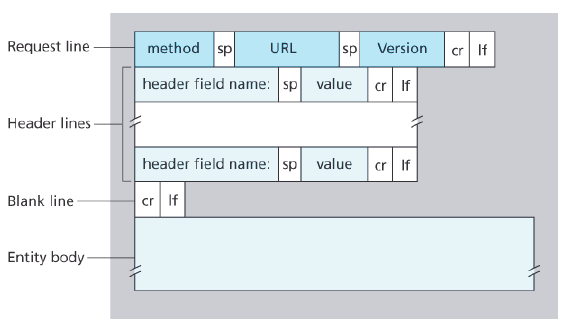 Request line method sp URL sp Version cr lf
header field name: sp value cr lf
Header lines
header field name: sp value cr lf
Blank line cr lf
Entity body